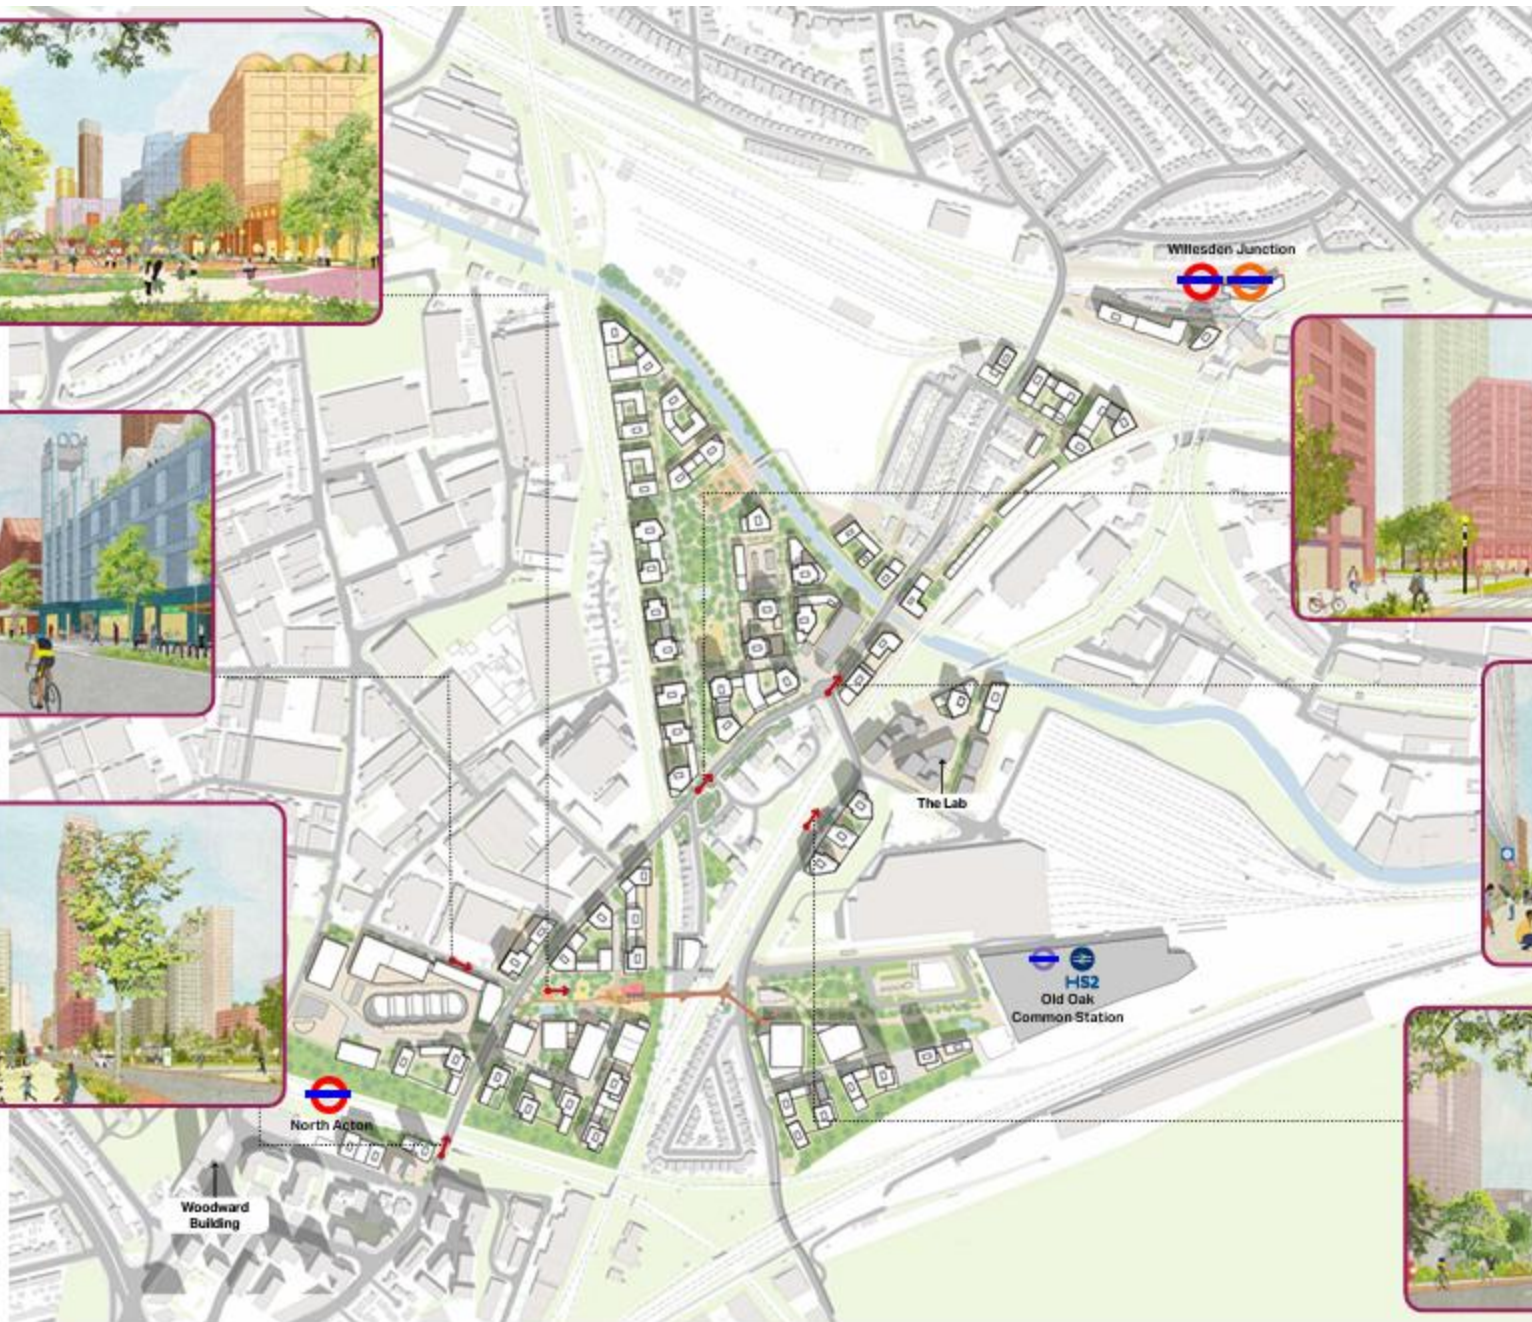 Willesden Junction
The Lab
HS2
Old Oak
Common Station
North Acton
Woodward
Building